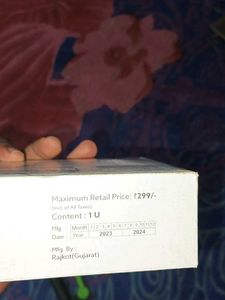 Maximum Retail Price: ₹299/-
(Incl. of All Taxes)
Content : 1 U
Mfg. : Month 1 2 3 4 5 6 7 8 9 10 11 12
Date : Year 2023 2024
Mfg. By :
Rajkot(Gujarat)